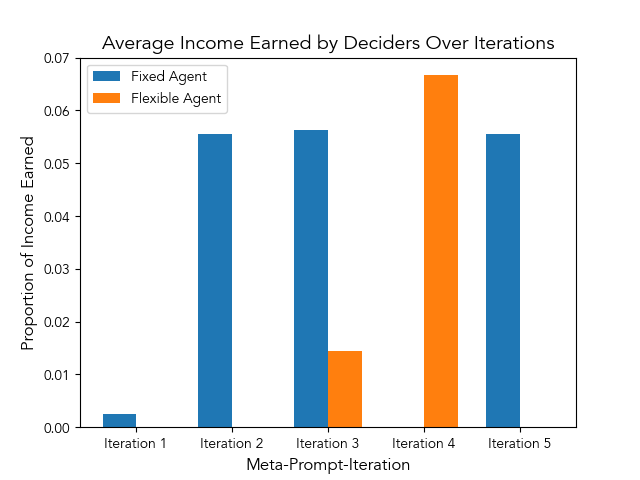 Average Income Earned by Deciders Over Iterations
Fixed Agent
Flexible Agent
Proportion of Income Earned
0.07
0.06
0.05
0.04
0.03
0.02
0.01
0.00
Iteration 1
Iteration 2
Iteration 3
Iteration 4
Iteration 5
Meta-Prompt-Iteration